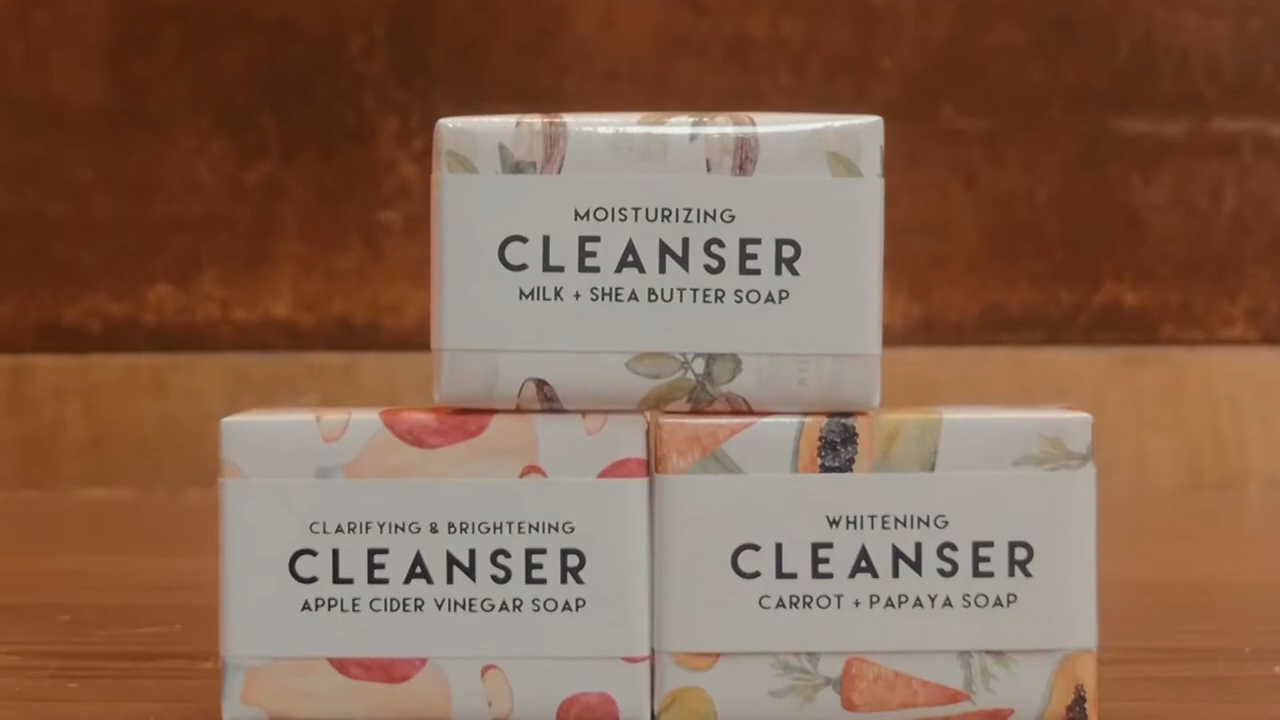 MOISTURIZING
CLEANSER
MILK + SHEA BUTTER SOAP
CLARIFYING & BRIGHTENING
CLEANSER
APPLE CIDER VINEGAR SOAP
WHITENING
CLEANSER
CARROT + PAPAYA SOAP